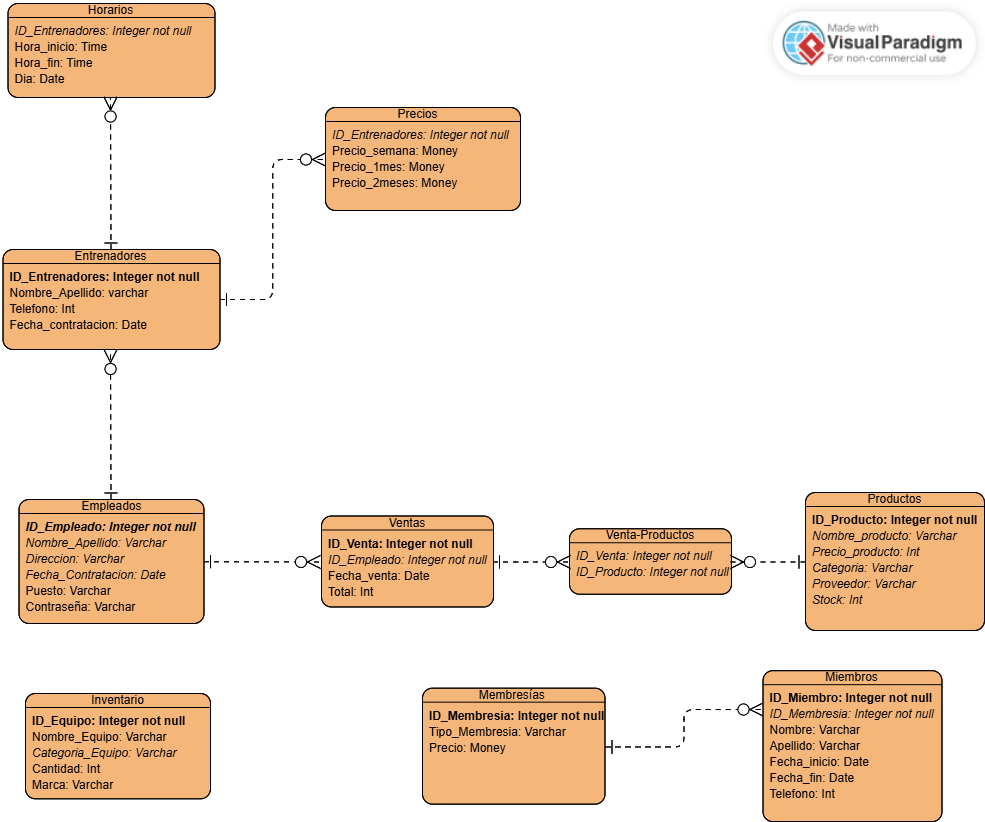 Horarios
ID_Entrenadores: Integer not null
Hora_inicio: Time
Hora_fin: Time
Dia: Date
Made with
VisualParadigm
For non-commercial use
Precios
ID_Entrenadores: Integer not null
Precio_semana: Money
Precio_1mes: Money
Precio_2meses: Money
Entrenadores
ID_Entrenadores: Integer not null
Nombre_Apellido: varchar
Telefono: Int
Fecha_contratacion: Date
Empleados
ID_Empleado: Integer not null
Nombre_Apellido: Varchar
Direccion: Varchar
Fecha_Contratacion: Date
Puesto: Varchar
Contraseña: Varchar
Ventas
ID_Venta: Integer not null
ID_Empleado: Integer not null
Fecha_venta: Date
Total: Int
Venta-Productos
ID_Venta: Integer not null
ID_Producto: Integer not null
Productos
ID_Producto: Integer not null
Nombre_producto: Varchar
Precio_producto: Int
Categoria: Varchar
Proveedor: Varchar
Stock: Int
Inventario
ID_Equipo: Integer not null
Nombre_Equipo: Varchar
Categoria_Equipo: Varchar
Cantidad: Int
Marca: Varchar
Membresías
ID_Membresia: Integer not null
Tipo_Membresia: Varchar
Precio: Money
Miembros
ID_Miembro: Integer not null
ID_Membresia: Integer not null
Nombre: Varchar
Apellido: Varchar
Fecha_inicio: Date
Fecha_fin: Date
Telefono: Int